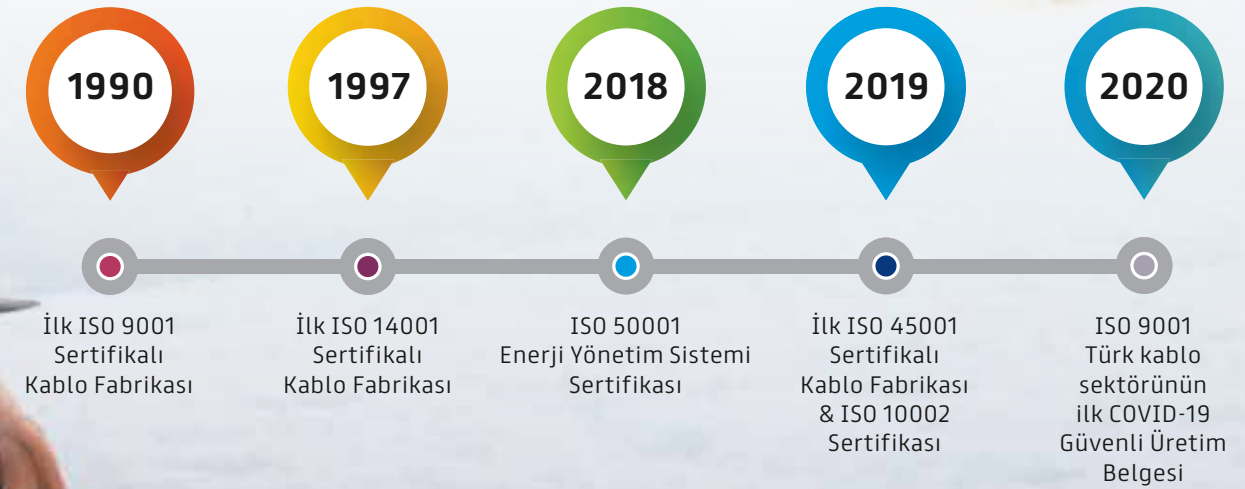 1990
1997
2018
2019
2020
İlk ISO 9001
Sertifikalı
Kablo Fabrikası
İlk ISO 14001
Sertifikalı
Kablo Fabrikası
ISO 50001
Enerji Yönetim Sistemi
Sertifikası
İlk ISO 45001
Sertifikalı
Kablo Fabrikası
& ISO 10002
Sertifikası
ISO 9001
Türk kablo
sektörünün
ilk COVID-19
Güvenli Üretim
Belgesi